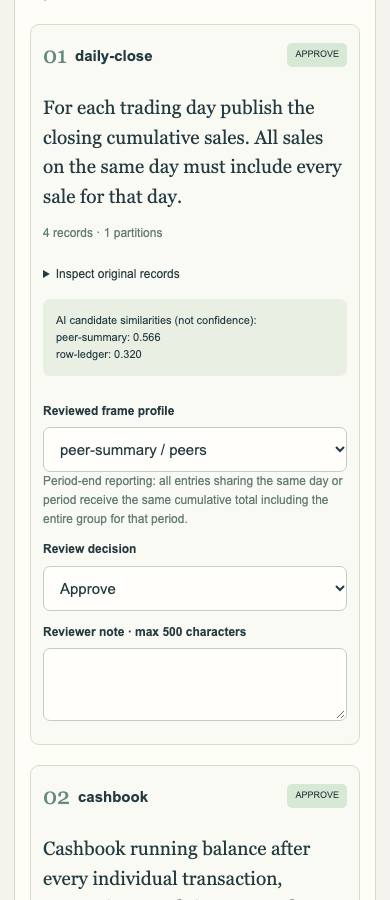 01 daily-close APPROVE
For each trading day publish the
closing cumulative sales. All sales
on the same day must include every
sale for that day.
4 records · 1 partitions
▶ Inspect original records
AI candidate similarities (not confidence):
peer-summary: 0.566
row-ledger: 0.320
Reviewed frame profile
peer-summary / peers
Period-end reporting: all entries sharing the same day or
period receive the same cumulative total including the
entire group for that period.
Review decision
Approve
Reviewer note · max 500 characters
02 cashbook APPROVE
Cashbook running balance after
every individual transaction,